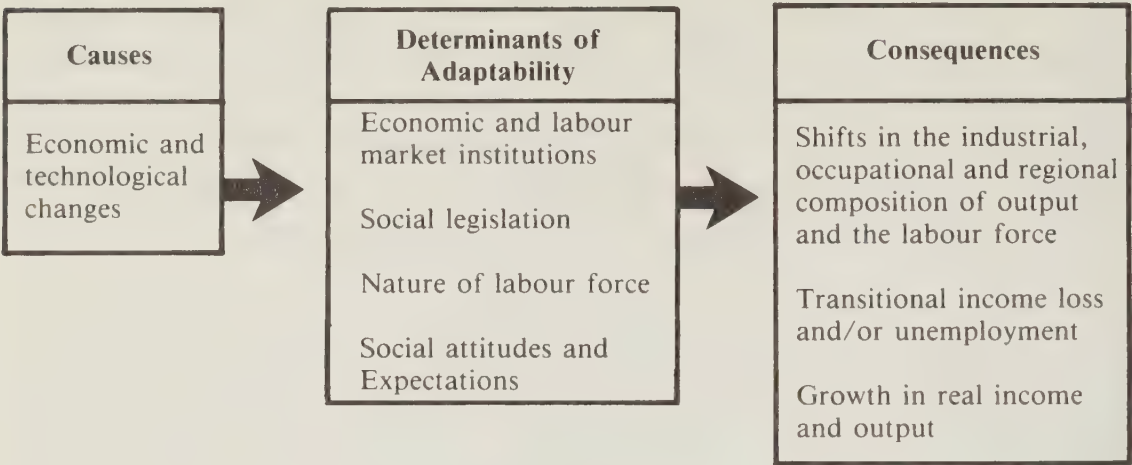 Causes
Economic and
technological
changes
Determinants of
Adaptability
Economic and labour
market institutions
Social legislation
Nature of labour force
Social attitudes and
Expectations
Consequences
Shifts in the industrial,
occupational and regional
composition of output
and the labour force
Transitional income loss
and/or unemployment
Growth in real income
and output